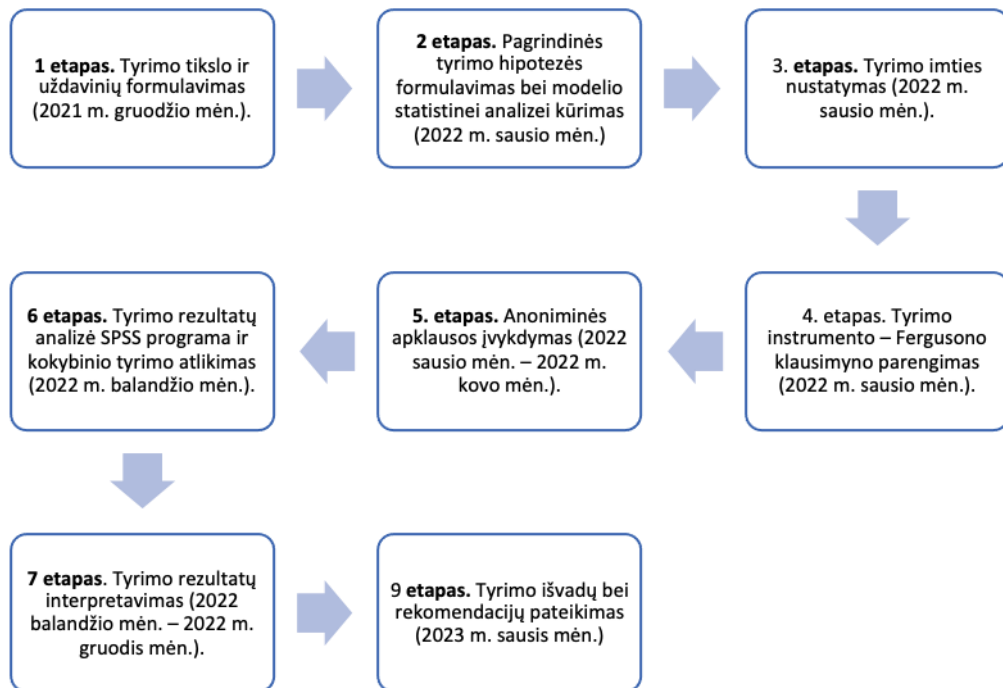 1 etapas. Tyrimo tikslo ir
uždavinių formulavimas
(2021 m. gruodžio mėn.).
2 etapas. Pagrindinės
tyrimo hipotezės
formulavimas bei modelio
statistinei analizei kūrimas
(2022 m. sausio mėn.)
3. etapas. Tyrimo imties
nustatymas (2022 m.
sausio mėn.).
4. etapas. Tyrimo
instrumento – Fergusono
klausimyno parengimas
(2022 m. sausio mėn.).
5. etapas. Anoniminės
apklausos įvykdymas (2022
sausio mėn. – 2022 m.
kovo mėn.).
6 etapas. Tyrimo rezultatų
analizė SPSS programa ir
kokybinio tyrimo atlikimas
(2022 m. balandžio mėn.).
7 etapas. Tyrimo rezultatų
interpretavimas (2022
balandžio mėn. – 2022 m.
gruodis mėn.).
9 etapas. Tyrimo išvadų bei
rekomendacijų pateikimas
(2023 m. sausis mėn.)